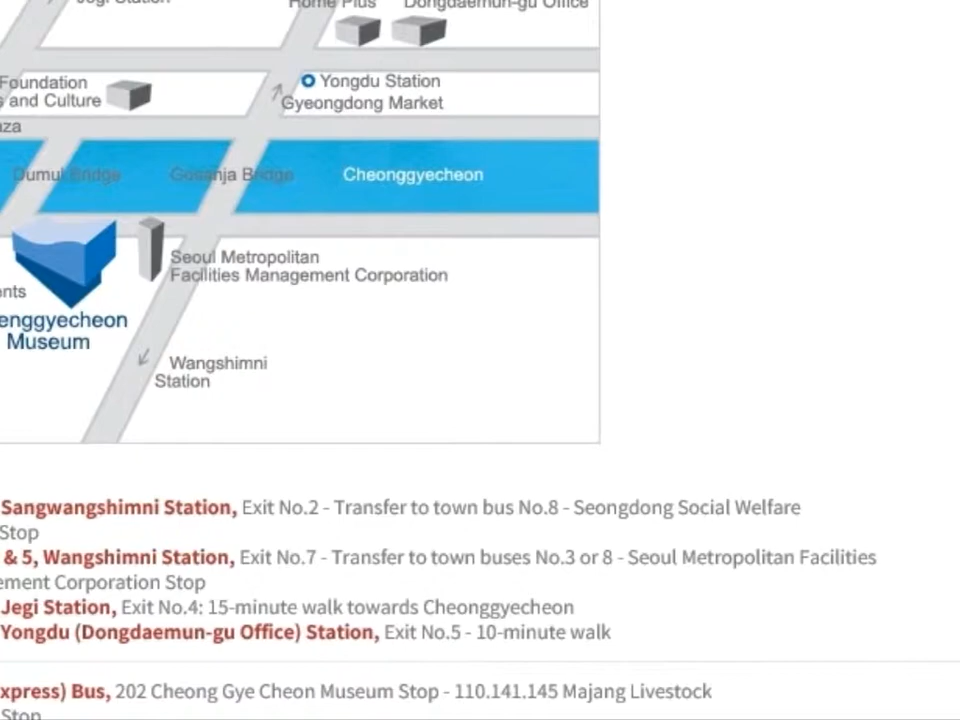 Jegi Station
Home Plus
Dongdaemun-gu Office
Foundation
s and Culture
Yongdu Station
Gyeongdong Market
aza
Dumul Bridge
Gosanja Bridge
Cheonggyecheon
Seoul Metropolitan
Facilities Management Corporation
ents
enggyecheon
Museum
Wangshimni
Station
Sangwangshimni Station, Exit No.2 - Transfer to town bus No.8 - Seongdong Social Welfare
Stop
& 5, Wangshimni Station, Exit No.7 - Transfer to town buses No.3 or 8 - Seoul Metropolitan Facilities
ement Corporation Stop
Jegi Station, Exit No.4: 15-minute walk towards Cheonggyecheon
Yongdu (Dongdaemun-gu Office) Station, Exit No.5 - 10-minute walk
xpress) Bus, 202 Cheong Gye Cheon Museum Stop - 110.141.145 Majang Livestock
Stop